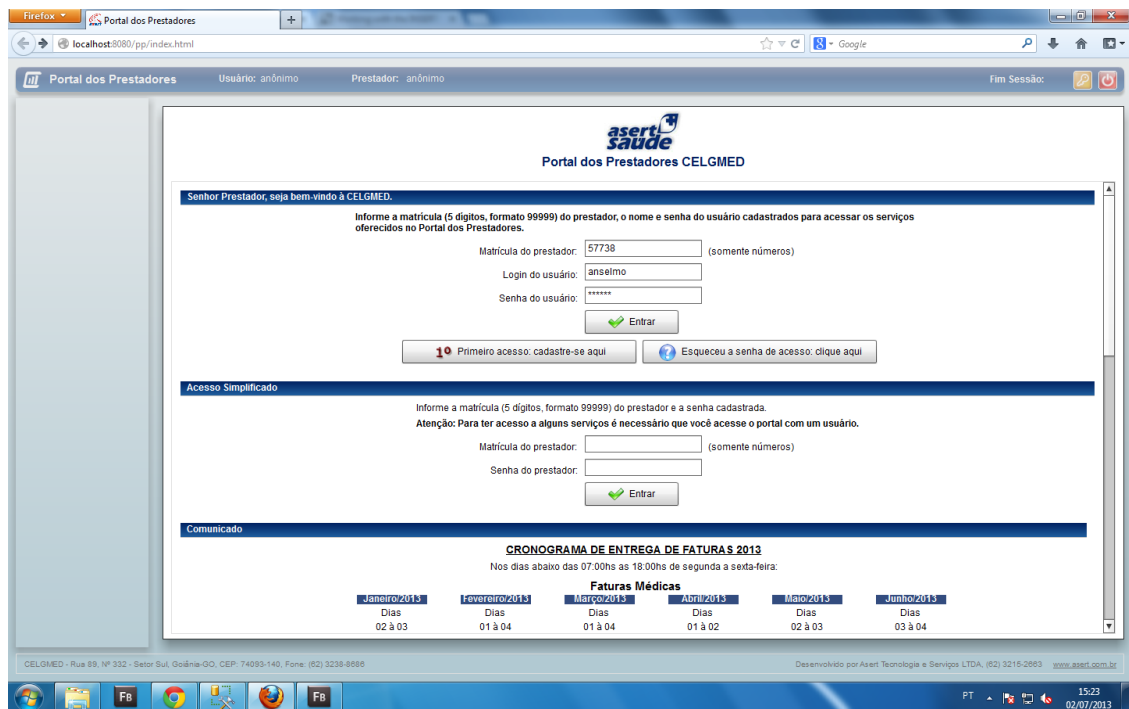 Firefox
Portal dos Prestadores
localhost:8080/pp/index.html
Google
Portal dos Prestadores
Usuário: anônimo
Prestador: anônimo
Fim Sessão:
asert
saúde
Portal dos Prestadores CELGMED
Senhor Prestador, seja bem-vindo à CELGMED.
Informe a matrícula (5 digitos, formato 99999) do prestador, o nome e senha do usuário cadastrados para acessar os serviços
oferecidos no Portal dos Prestadores.
Matrícula do prestador: 57738 (somente números)
Login do usuário: anselmo
Senha do usuário: ******
Entrar
1º Primeiro acesso: cadastre-se aqui
Esqueceu a senha de acesso: clique aqui
Acesso Simplificado
Informe a matrícula (5 dígitos, formato 99999) do prestador e a senha cadastrada.
Atenção: Para ter acesso a alguns serviços é necessário que você acesse o portal com um usuário.
Matrícula do prestador: (somente números)
Senha do prestador:
Entrar
Comunicado
CRONOGRAMA DE ENTREGA DE FATURAS 2013
Nos dias abaixo das 07:00hs as 18:00hs de segunda a sexta-feira:
Faturas Médicas
Janeiro/2013 Fevereiro/2013 Março/2013 Abril/2013 Maio/2013 Junho/2013
Dias Dias Dias Dias Dias Dias
02 à 03 01 à 04 01 à 04 01 à 02 02 à 03 03 à 04
CELGMED - Rua 89, Nº 332 - Setor Sul, Goiânia-GO, CEP: 74093-140, Fone: (62) 3238-8686
Desenvolvido por Asert Tecnologia e Serviços LTDA, (62) 3215-2663 www.asert.com.br
FB
FB
PT
15:23
02/07/2013